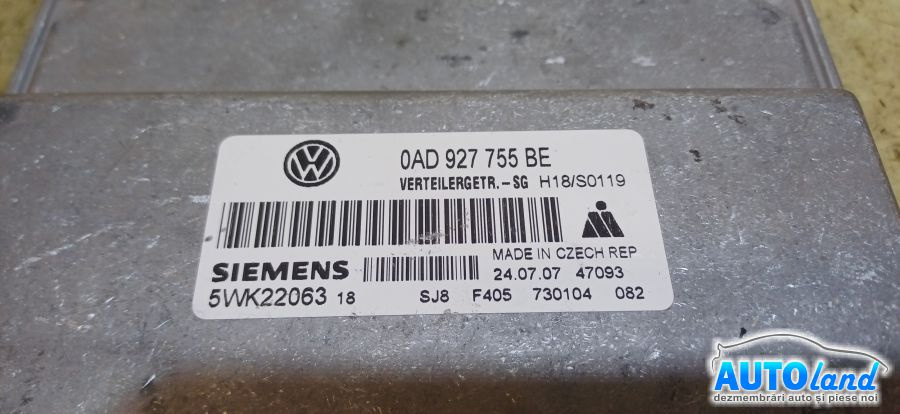 VW
0AD 927 755 BE
VERTEILERGETR.-SG H18/S0119
MADE IN CZECH REP
SIEMENS 24.07.07 47093
5WK22063 18 SJ8 F405 730104 082
AUTOland
dezmembrări auto și piese noi